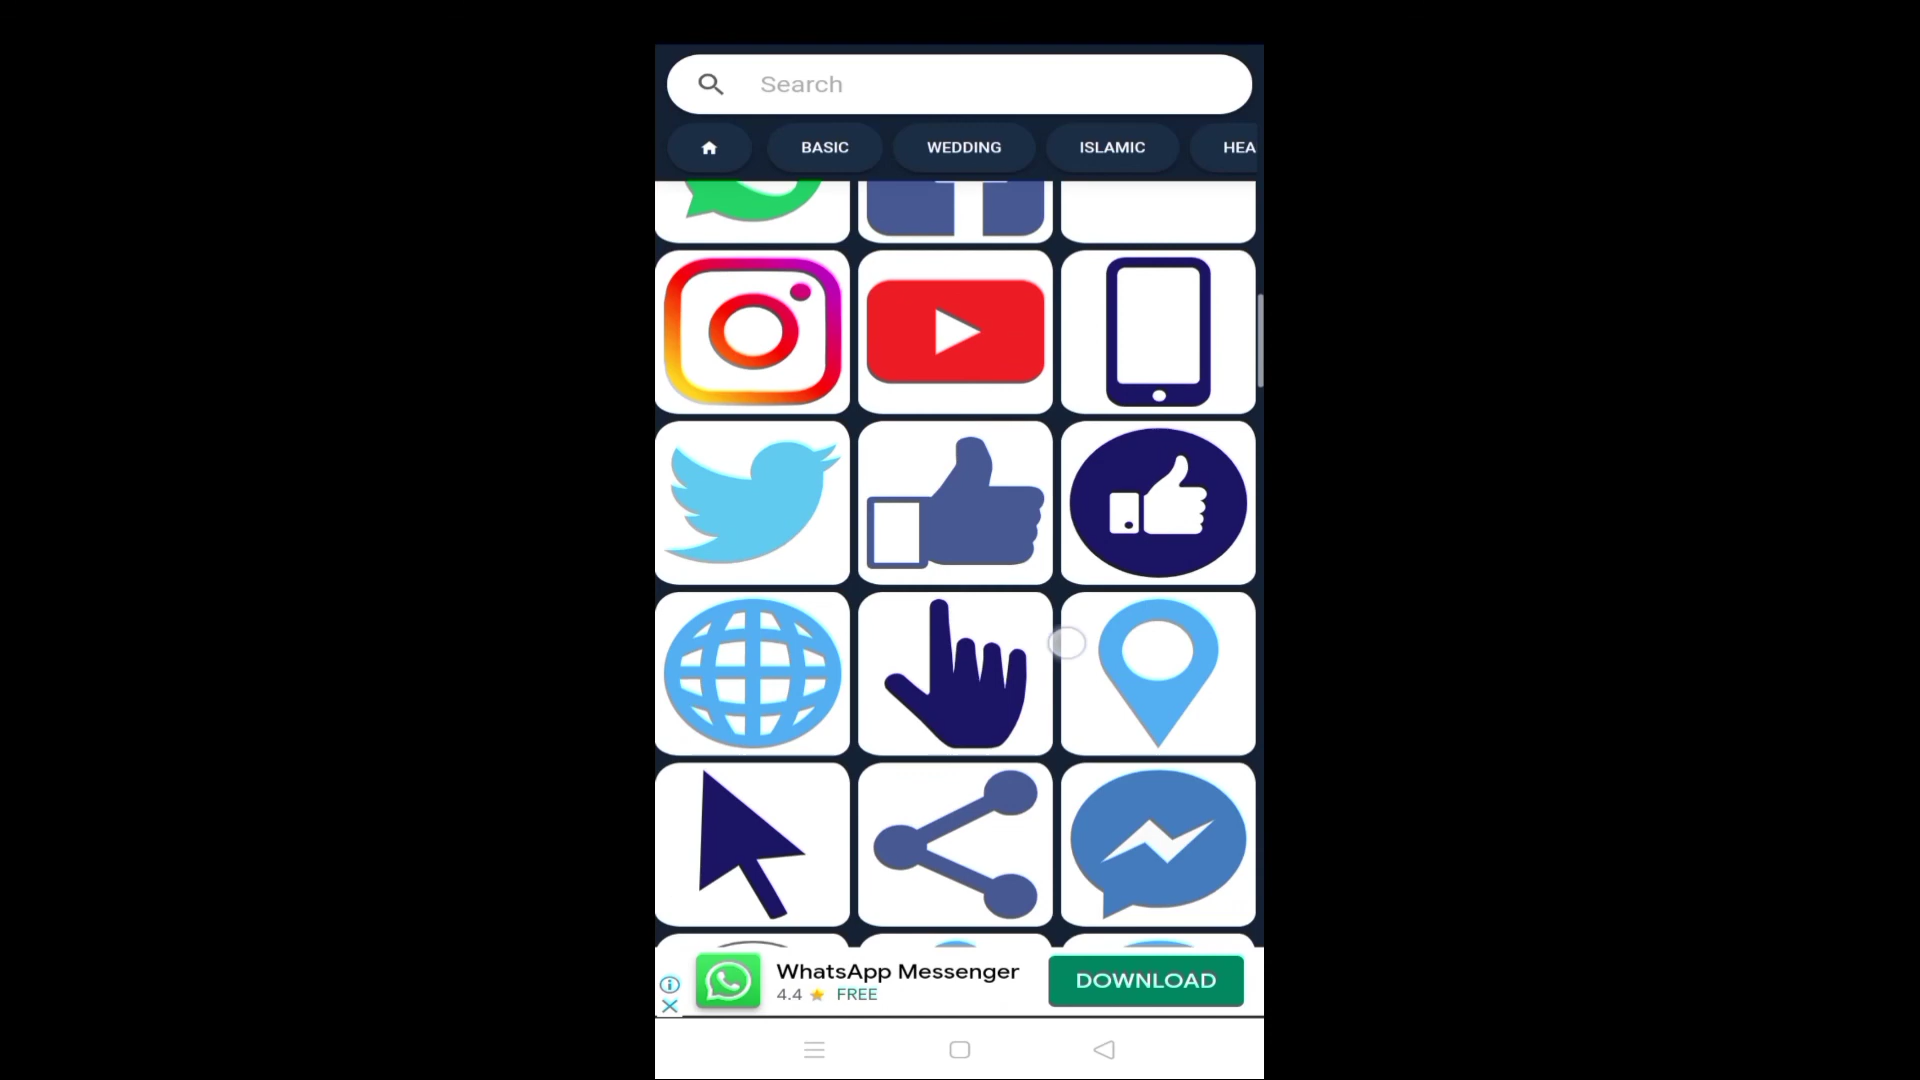 Search
BASIC
WEDDING
ISLAMIC
HEA
WhatsApp Messenger
4.4
FREE
DOWNLOAD